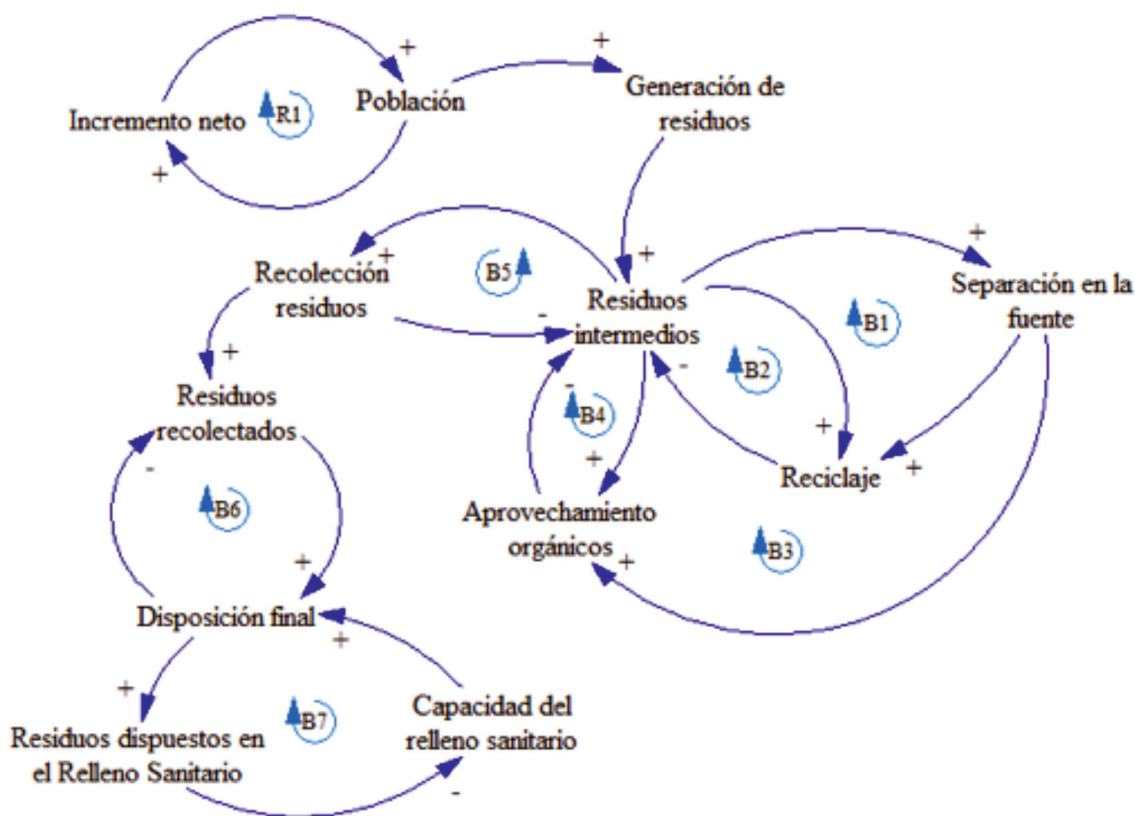 +
+
Población
Generación de
residuos
Incremento neto
R1
+
+
+
+
B5
Recolección
residuos
Residuos
intermedios
Separación en la
fuente
B1
-
-
B2
+
Residuos
recolectados
-
B4
+
+
Reciclaje
+
-
B6
Aprovechamiento
orgánicos
B3
+
+
Disposición final
+
+
B7
Capacidad del
relleno sanitario
Residuos dispuestos en
el Relleno Sanitario
-